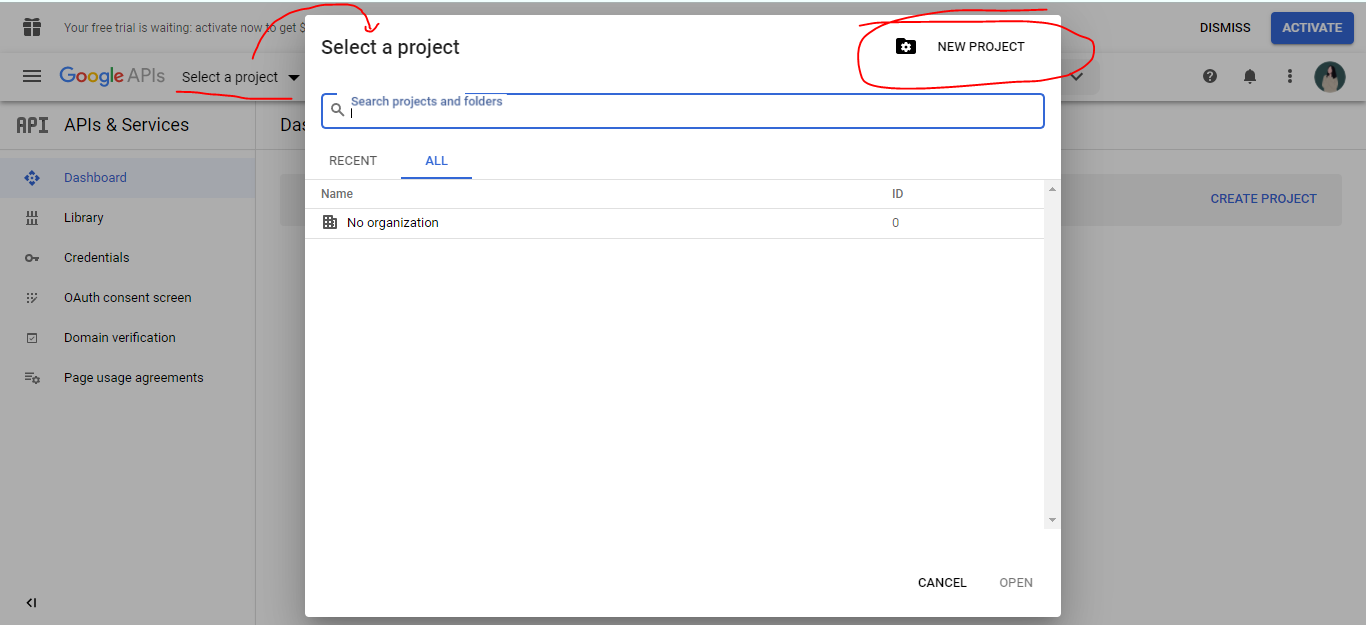 Your free trial is waiting: activate now to get $
DISMISS
ACTIVATE
Google APIs
Select a project
Select a project
NEW PROJECT
Search projects and folders
API APIs & Services
Das
Dashboard
Library
Credentials
OAuth consent screen
Domain verification
Page usage agreements
RECENT
ALL
Name
ID
No organization
0
CREATE PROJECT
CANCEL
OPEN